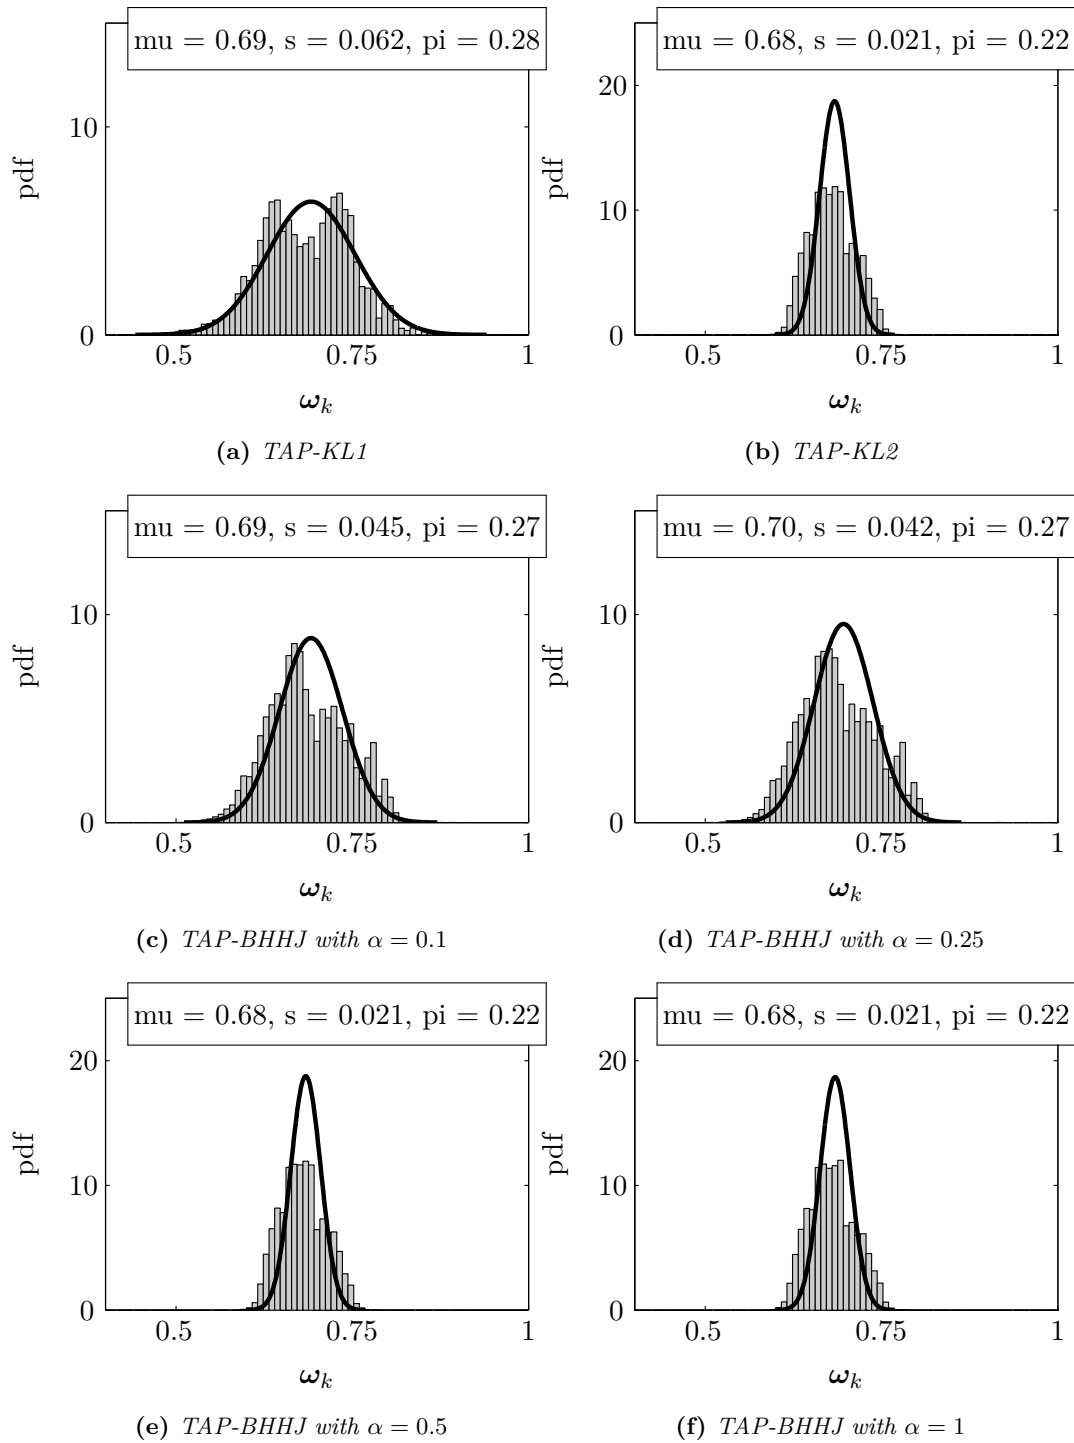 mu = 0.69, s = 0.062, pi = 0.28
10
0
pdf
0.5
0.75
1
ω_k
(a) TAP-KL1
mu = 0.68, s = 0.021, pi = 0.22
20
10
0
pdf
0.5
0.75
1
ω_k
(b) TAP-KL2
mu = 0.69, s = 0.045, pi = 0.27
10
0
pdf
0.5
0.75
1
ω_k
(c) TAP-BHHJ with α = 0.1
mu = 0.70, s = 0.042, pi = 0.27
10
0
pdf
0.5
0.75
1
ω_k
(d) TAP-BHHJ with α = 0.25
mu = 0.68, s = 0.021, pi = 0.22
20
10
0
pdf
0.5
0.75
1
ω_k
(e) TAP-BHHJ with α = 0.5
mu = 0.68, s = 0.021, pi = 0.22
20
10
0
pdf
0.5
0.75
1
ω_k
(f) TAP-BHHJ with α = 1